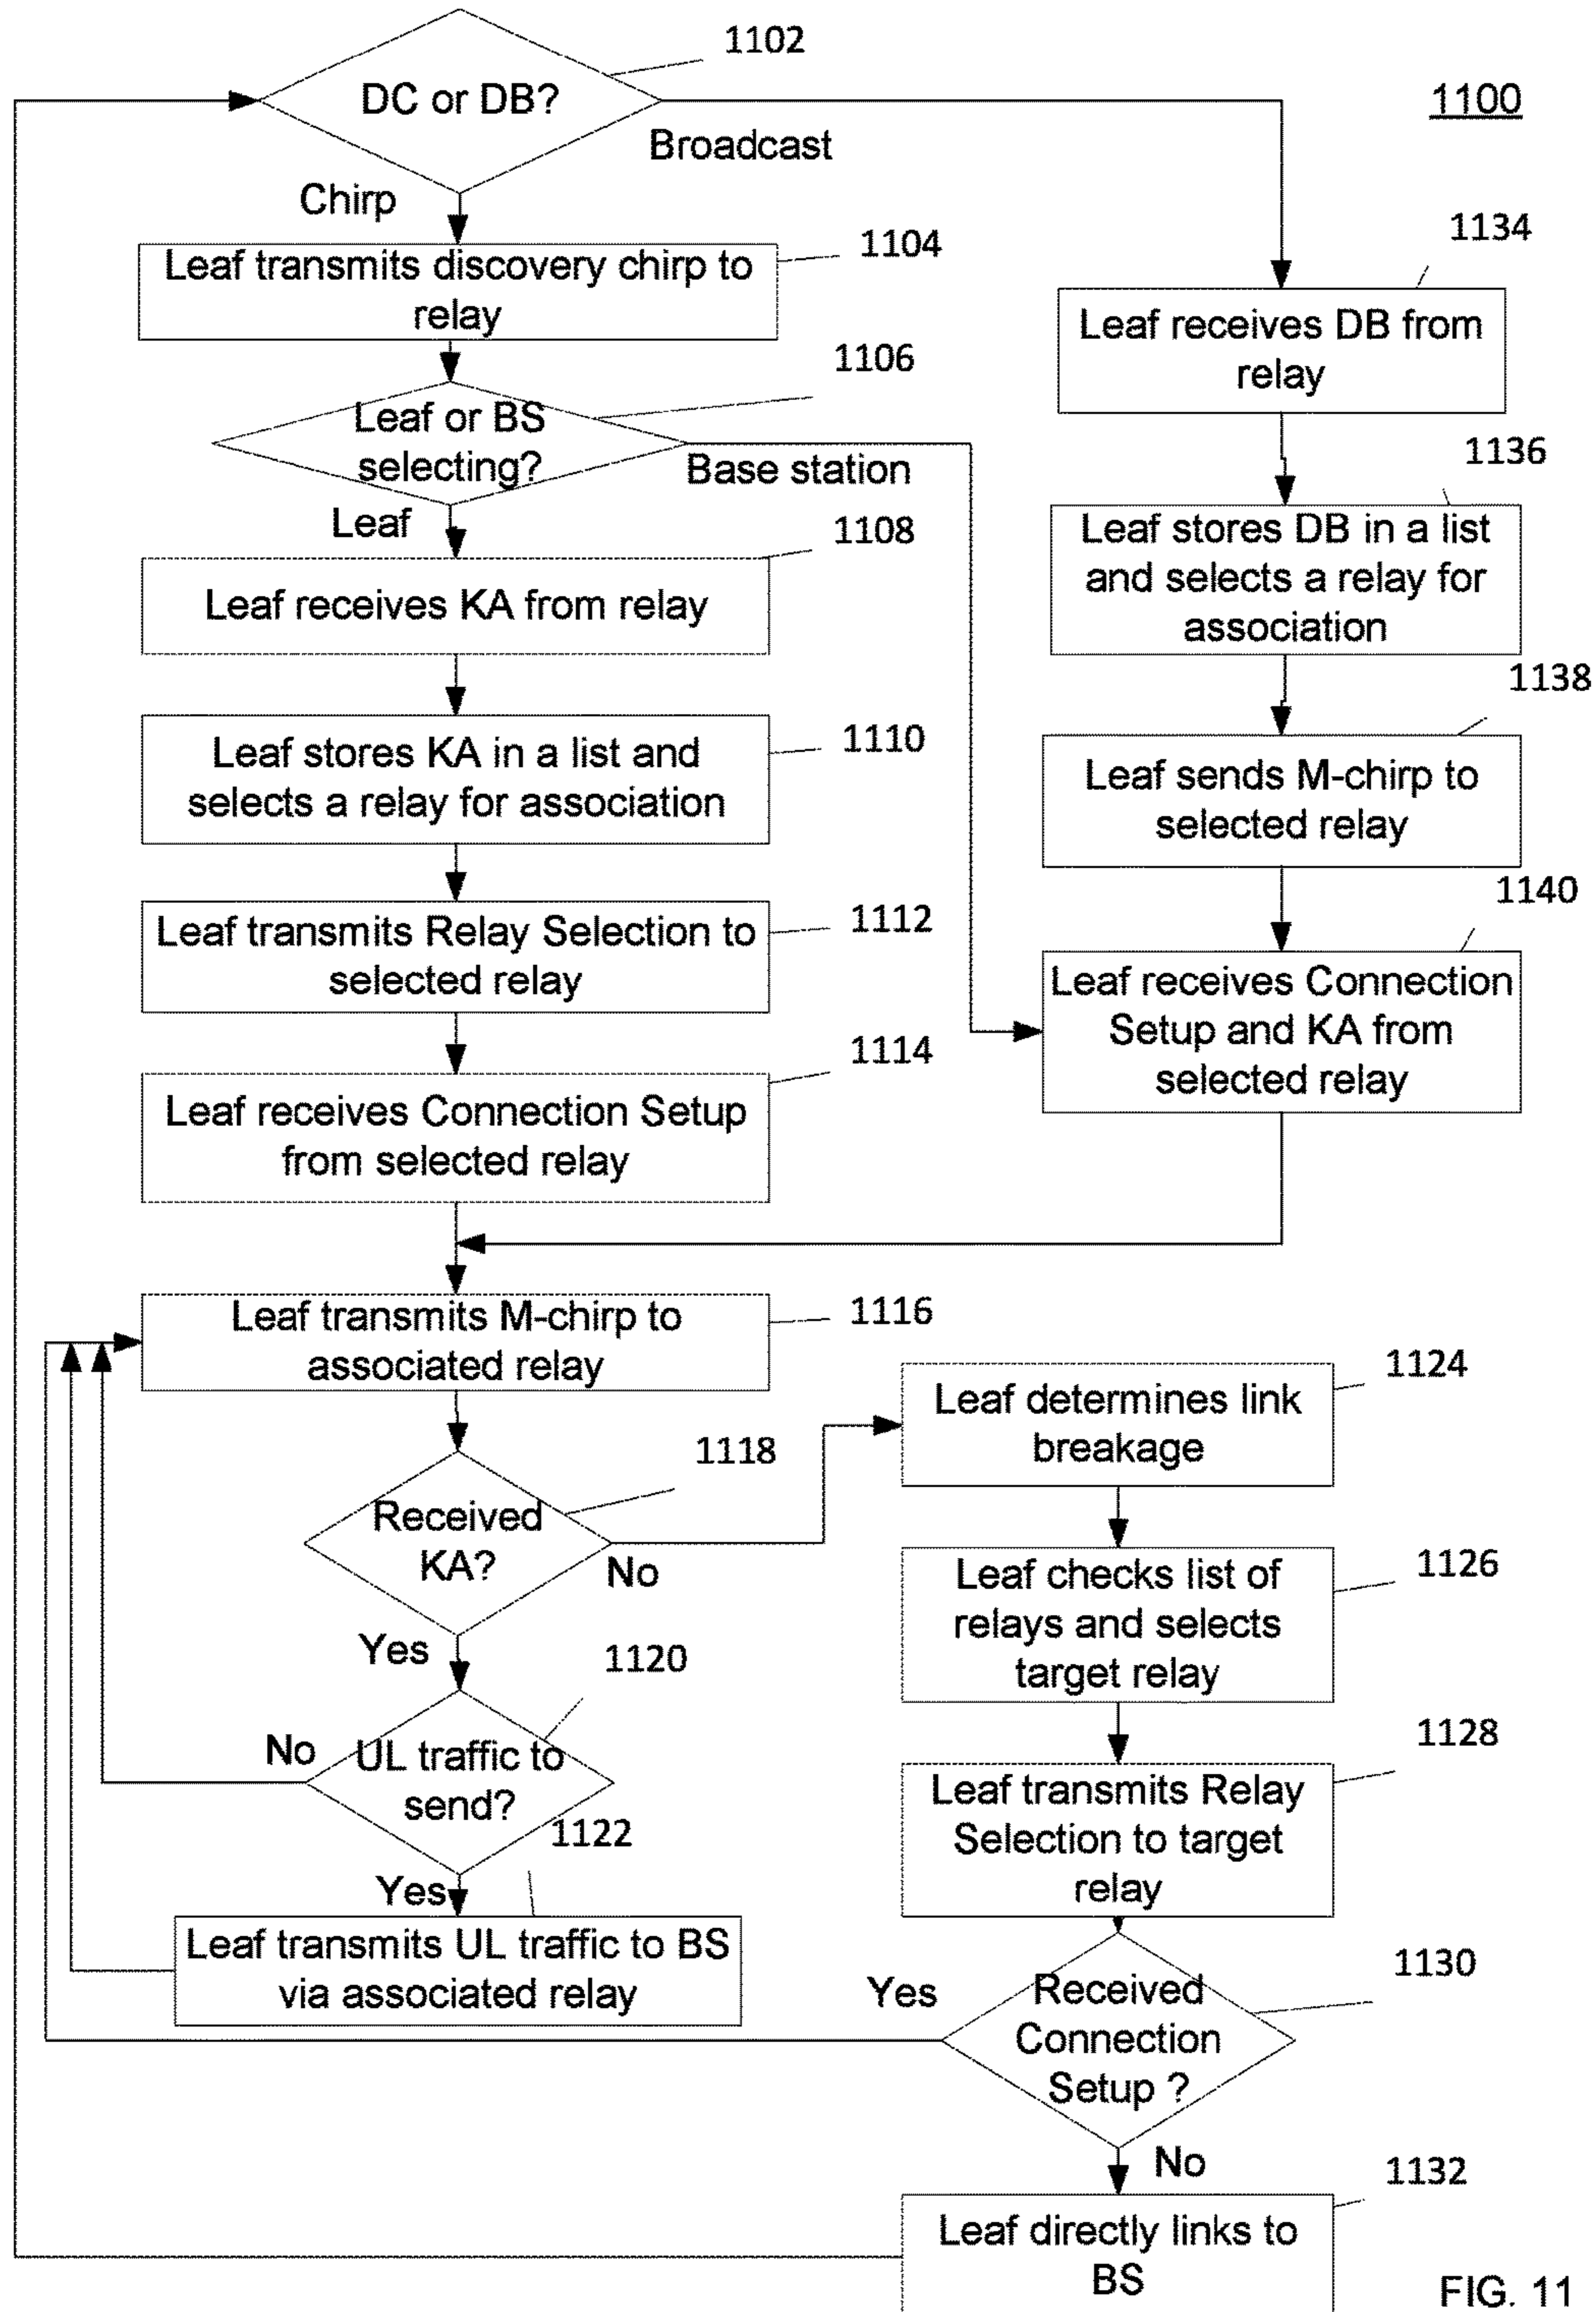 1102
DC or DB?
1100
Broadcast
Chirp
1104
Leaf transmits discovery chirp to
relay
1134
Leaf receives DB from
relay
1106
Leaf or BS
selecting?
Base station
Leaf
1136
Leaf stores DB in a list
and selects a relay for
association
1108
Leaf receives KA from relay
1138
Leaf sends M-chirp to
selected relay
1110
Leaf stores KA in a list and
selects a relay for association
1140
Leaf receives Connection
Setup and KA from
selected relay
1112
Leaf transmits Relay Selection to
selected relay
1114
Leaf receives Connection Setup
from selected relay
1116
Leaf transmits M-chirp to
associated relay
1118
Received
KA?
No
Yes
1124
Leaf determines link
breakage
1126
Leaf checks list of
relays and selects
target relay
1120
No
UL traffic to
send?
Yes
1122
Leaf transmits UL traffic to BS
via associated relay
1128
Leaf transmits Relay
Selection to target
relay
1130
Yes
Received
Connection
Setup ?
No
1132
Leaf directly links to
BS
FIG. 11